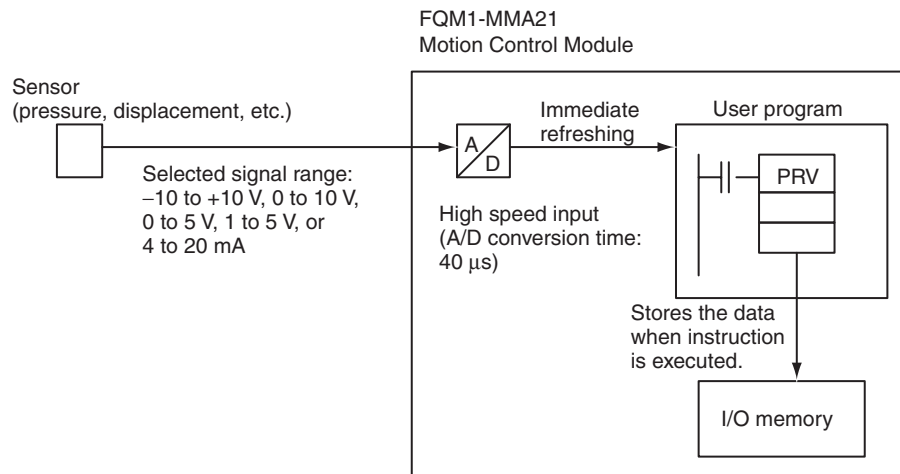 FQM1-MMA21
Motion Control Module
Sensor
(pressure, displacement, etc.)
Selected signal range:
−10 to +10 V, 0 to 10 V,
0 to 5 V, 1 to 5 V, or
4 to 20 mA
A
D
High speed input
(A/D conversion time:
40 μs)
Immediate
refreshing
User program
PRV
Stores the data
when instruction
is executed.
I/O memory